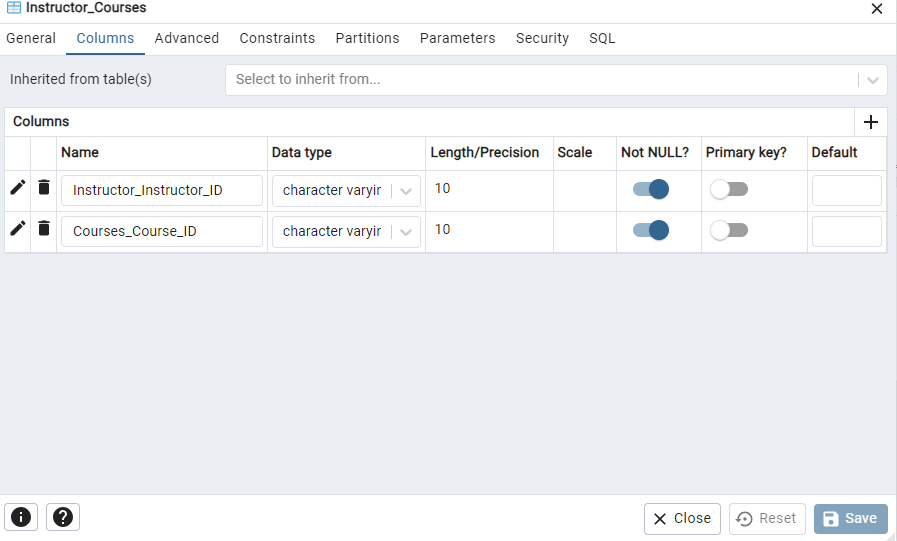 Instructor_Courses
General Columns Advanced Constraints Partitions Parameters Security SQL
Inherited from table(s) Select to inherit from...
Columns
Name Data type Length/Precision Scale Not NULL? Primary key? Default
Instructor_Instructor_ID character varyir 10
Courses_Course_ID character varyir 10
Close Reset Save